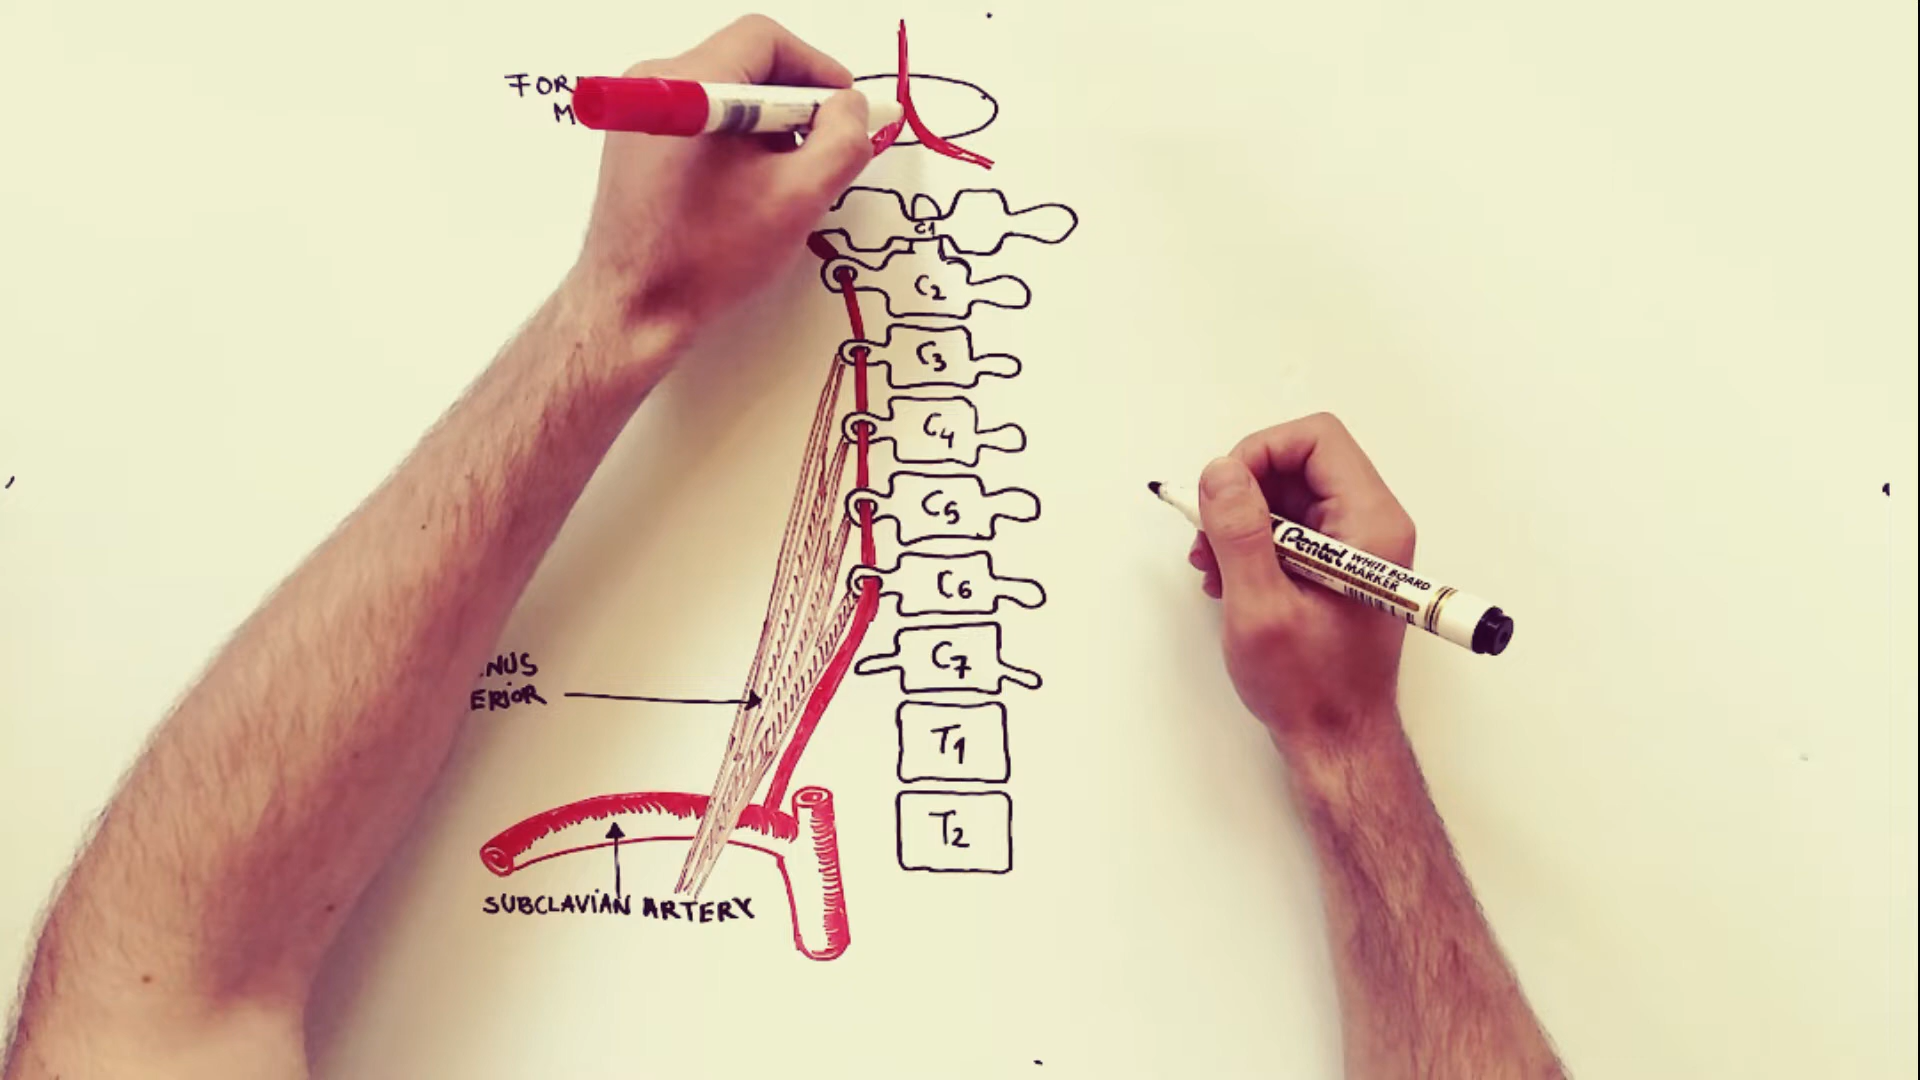 FOR
M
C1
C2
C3
C4
C5
C6
C7
T1
T2
NUS
ERiOR
SUBCLAViAN ARTERY
Pentel WHITE BOARD
MARKER